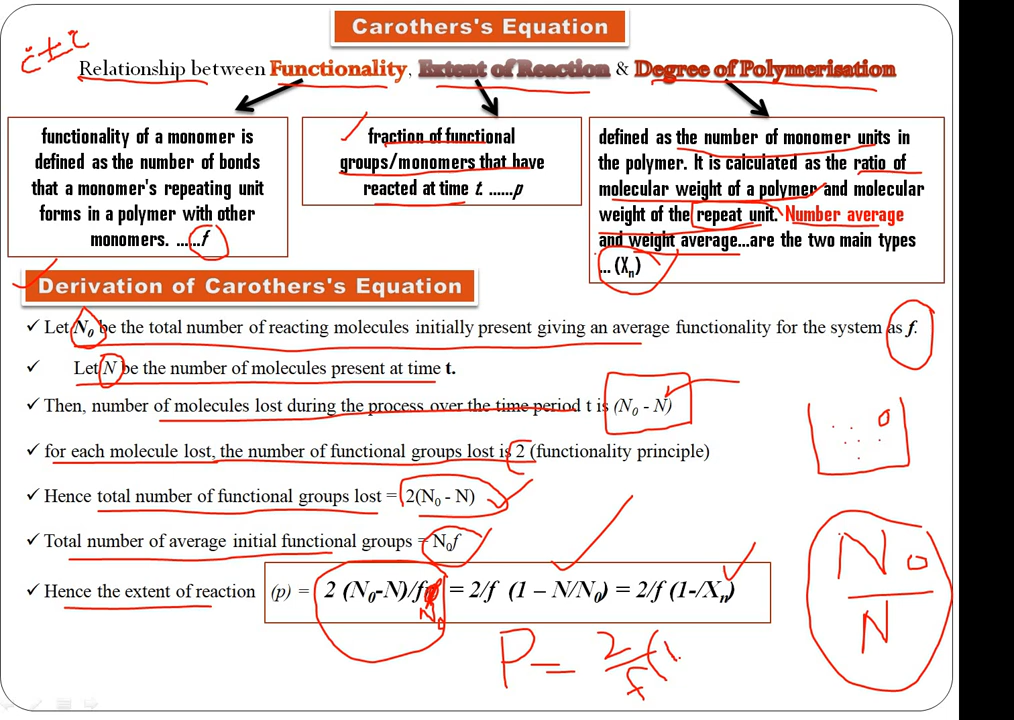 Carothers's Equation
Relationship between Functionality, Extent of Reaction & Degree of Polymerisation
functionality of a monomer is
defined as the number of bonds
that a monomer's repeating unit
forms in a polymer with other
monomers. ......f
fraction of functional
groups/monomers that have
reacted at time t. ......p
defined as the number of monomer units in
the polymer. It is calculated as the ratio of
molecular weight of a polymer and molecular
weight of the repeat unit. Number average
and weight average...are the two main types
... (Xn)
Derivation of Carothers's Equation
✓ Let N₀ be the total number of reacting molecules initially present giving an average functionality for the system as f.
✓ Let N be the number of molecules present at time t.
✓ Then, number of molecules lost during the process over the time period t is (N₀ - N)
✓ for each molecule lost, the number of functional groups lost is 2 (functionality principle)
✓ Hence total number of functional groups lost = 2(N₀ - N)
✓ Total number of average initial functional groups = N₀f
✓ Hence the extent of reaction (p) = 2 (N₀-N)/f = 2/f (1 – N/N₀) = 2/f (1-/Xn)
N₀
N₀
N
P = 2/f (1